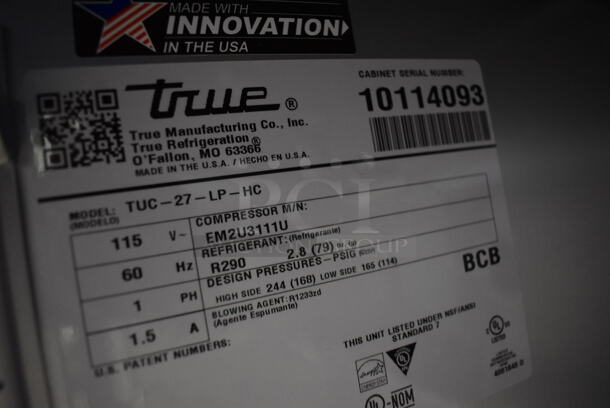 MADE WITH
INNOVATION
IN THE USA
true®
True Manufacturing Co., Inc.
True Refrigeration®
O'Fallon, MO 63366
MADE IN U.S.A. / HECHO EN U.S.A.
CABINET SERIAL NUMBER:
10114093
MODEL: TUC-27-LP-HC
(MODELO)
115 V~
60 Hz
1 PH
1.5 A
COMPRESSOR M/N:
EM2U3111U
REFRIGERANT: (Refrigerante)
R290 2.8 (79) oz (g)
DESIGN PRESSURES-PSIG
HIGH SIDE 244 (168) LOW SIDE 165 (114)
BLOWING AGENT: R1233zd
(Agente Espumante)
BCB
U.S. PATENT NUMBERS:
THIS UNIT LISTED UNDER NSF/ANSI
STANDARD 7
UL-NOM
LISTED